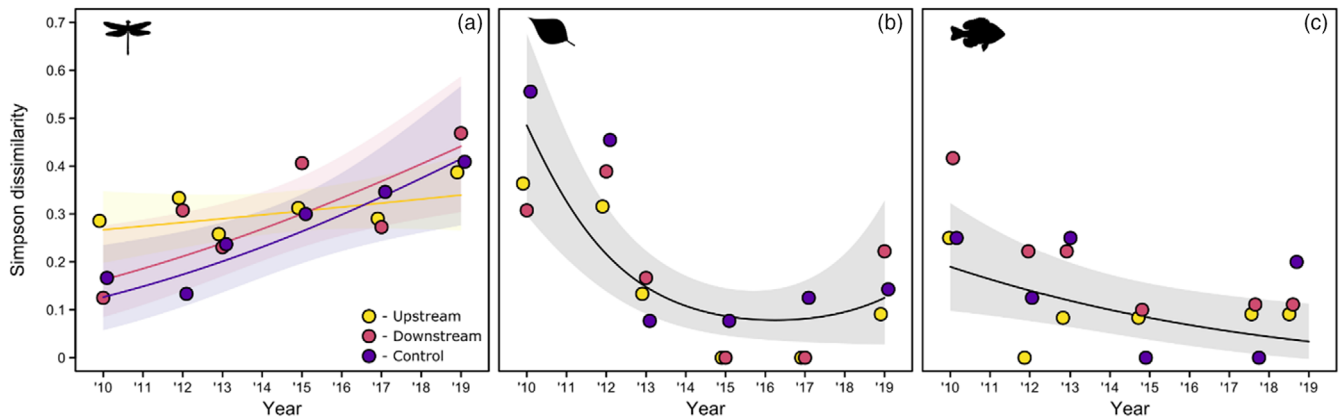 (a)
(b)
(c)
Simpson dissimilarity
0.7
0.6
0.5
0.4
0.3
0.2
0.1
0
- Upstream
- Downstream
- Control
'10 '11 '12 '13 '14 '15 '16 '17 '18 '19
'10 '11 '12 '13 '14 '15 '16 '17 '18 '19
'10 '11 '12 '13 '14 '15 '16 '17 '18 '19
Year
Year
Year